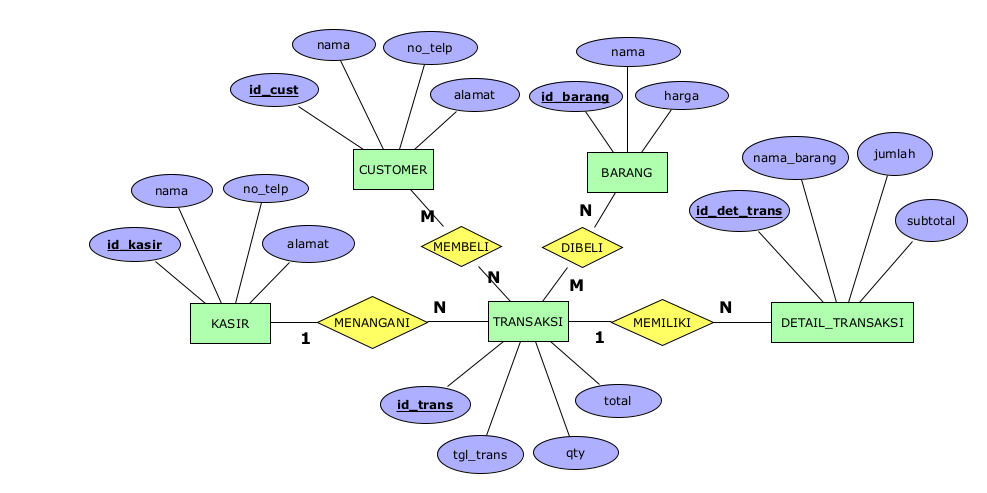 nama
no_telp
id_cust
alamat
nama
id_barang
harga
nama_barang
jumlah
id_det_trans
subtotal
CUSTOMER
BARANG
nama
no_telp
id_kasir
alamat
M
N
MEMBELI
DIBELI
N
M
KASIR
1
MENANGANI
N
TRANSAKSI
1
MEMILIKI
N
DETAIL_TRANSAKSI
id_trans
total
tgl_trans
qty